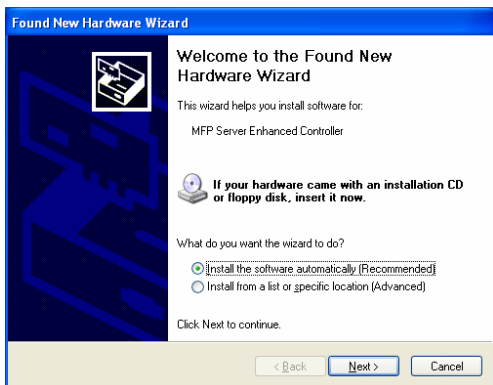 Found New Hardware Wizard
Welcome to the Found New
Hardware Wizard
This wizard helps you install software for:
MFP Server Enhanced Controller
If your hardware came with an installation CD
or floppy disk, insert it now.
What do you want the wizard to do?
Install the software automatically (Recommended)
Install from a list or specific location (Advanced)
Click Next to continue.
< Back
Next >
Cancel